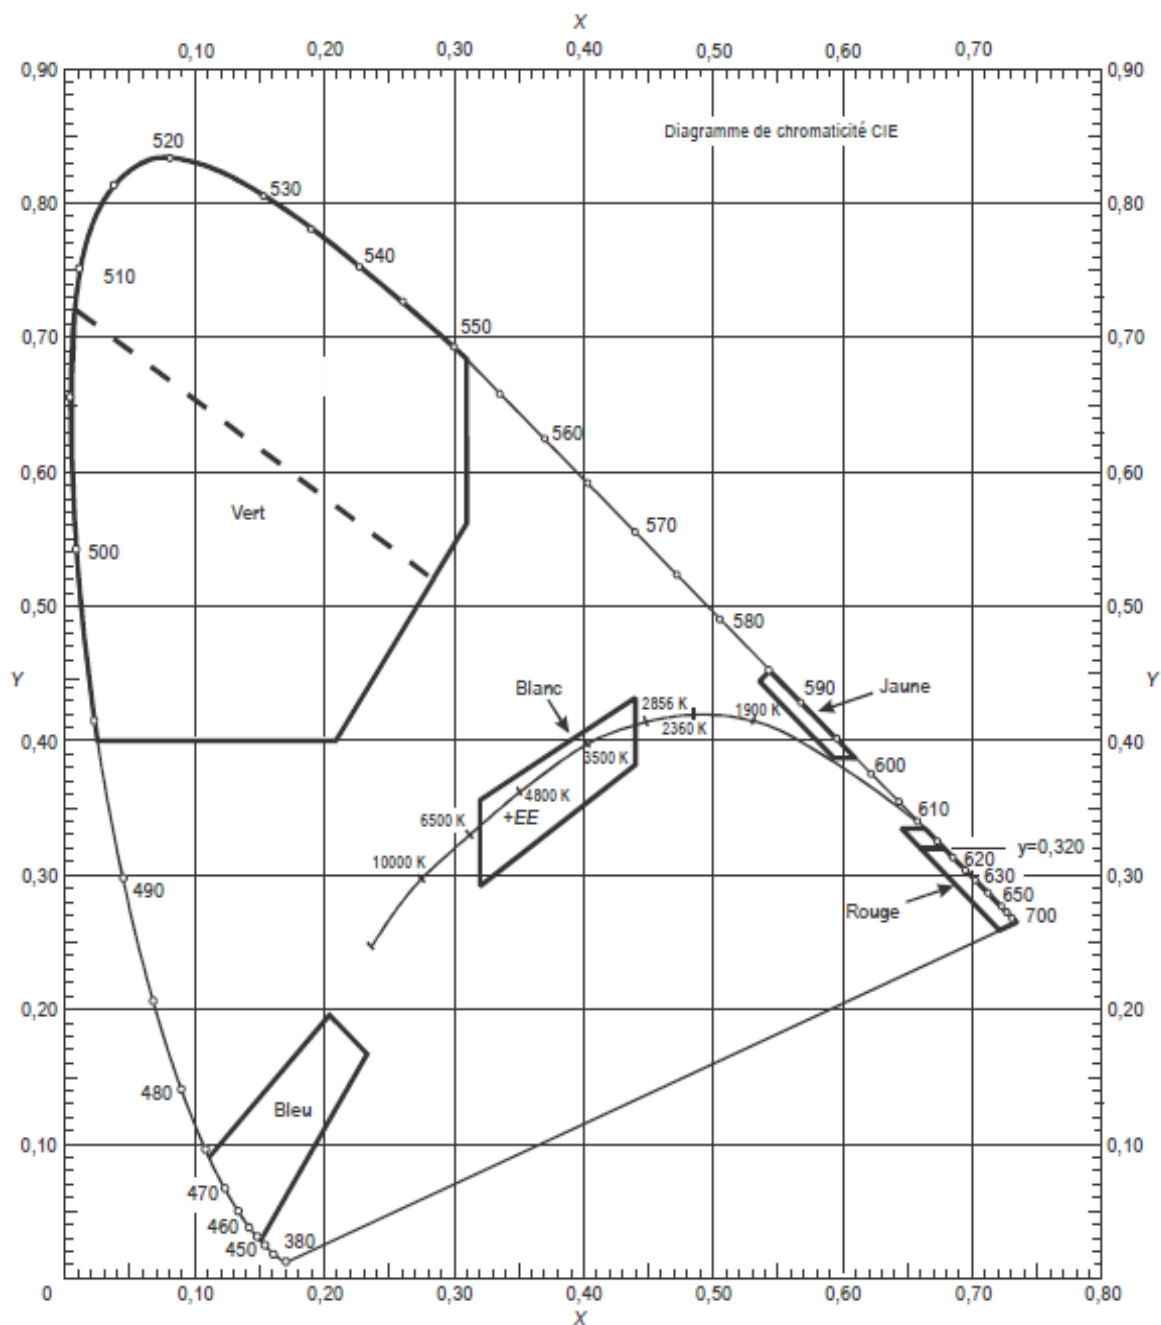 X
0,10 0,20 0,30 0,40 0,50 0,60 0,70
0,90 0,90
Diagramme de chromaticité CIE
520
530
0,80 0,80
540
510
550
0,70 0,70
560
0,60 0,60
Vert
570
500
0,50 0,50
580
Y Blanc 590 Jaune Y
2856 K
1900 K
2360 K
0,40 0,40
3500 K
600
4800 K
6500 K +EE
610
y=0,320
10000 K
620
0,30 630 0,30
490
650
Rouge 700
0,20 0,20
480
Bleu
0,10 0,10
470
460
450 380
0 0,10 0,20 0,30 0,40 0,50 0,60 0,70 0,80
X